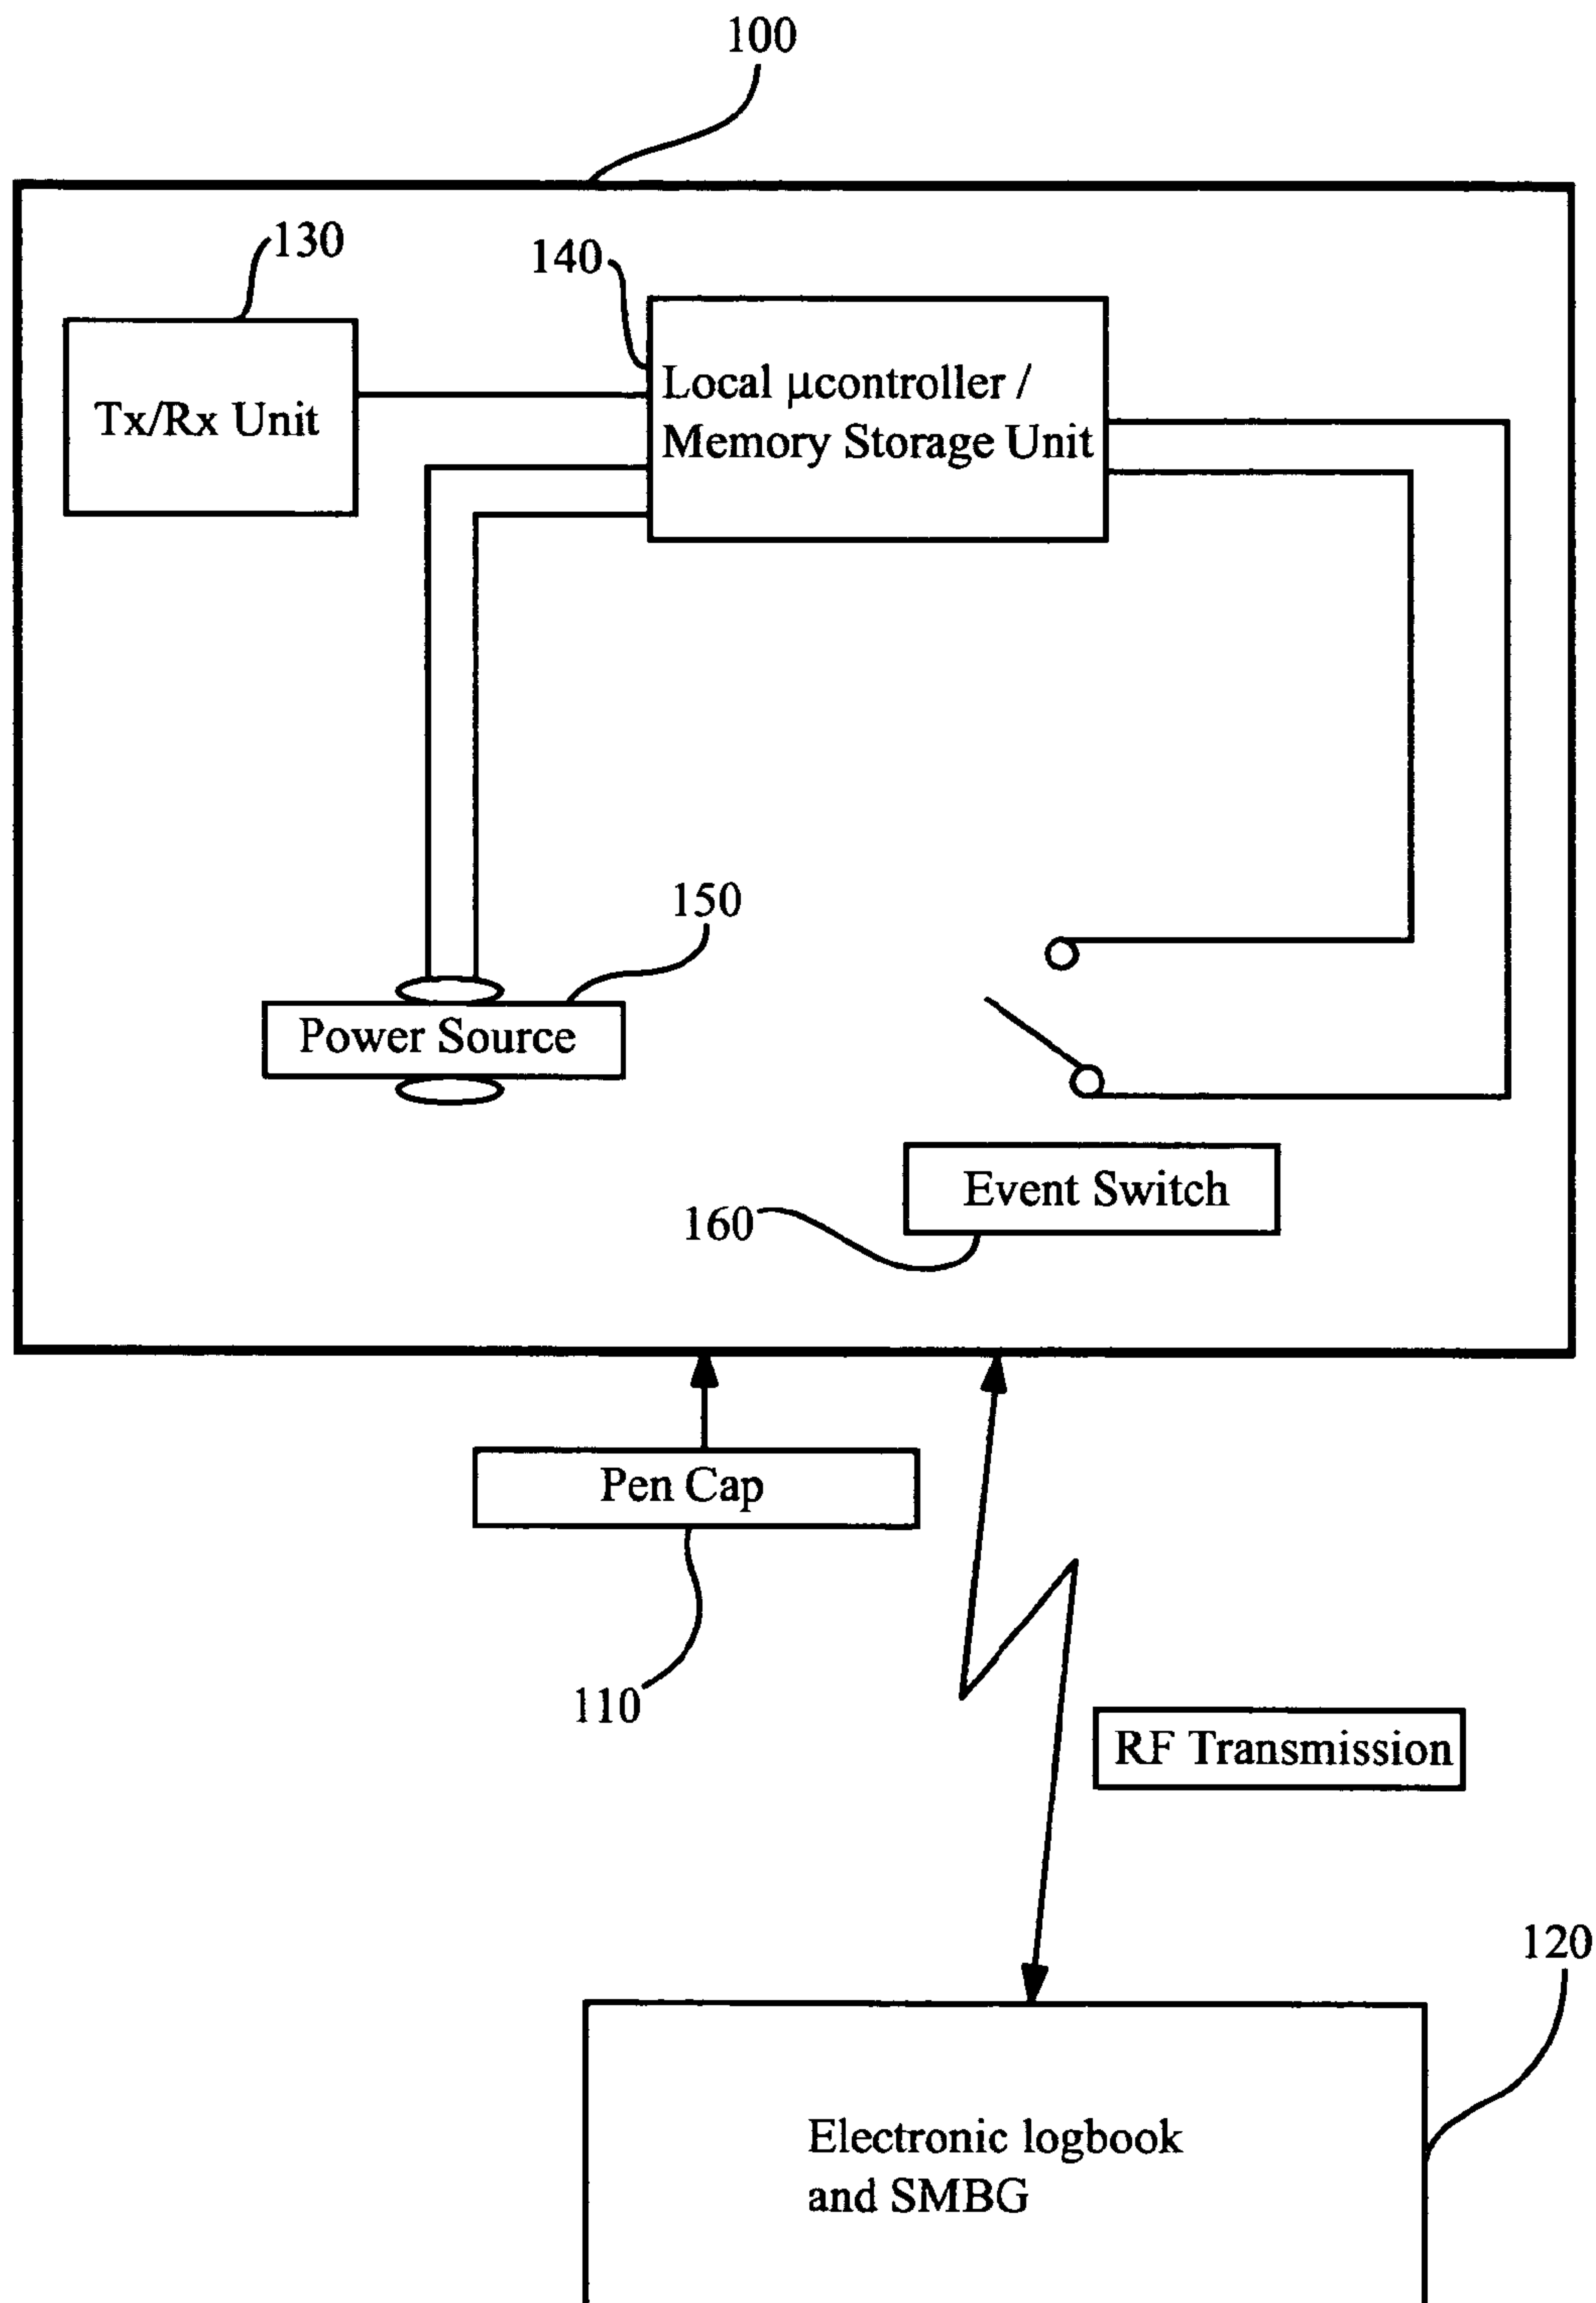 100
130
140
Tx/Rx Unit
Local µcontroller /
Memory Storage Unit
150
Power Source
Event Switch
160
Pen Cap
110
RF Transmission
120
Electronic logbook
and SMBG